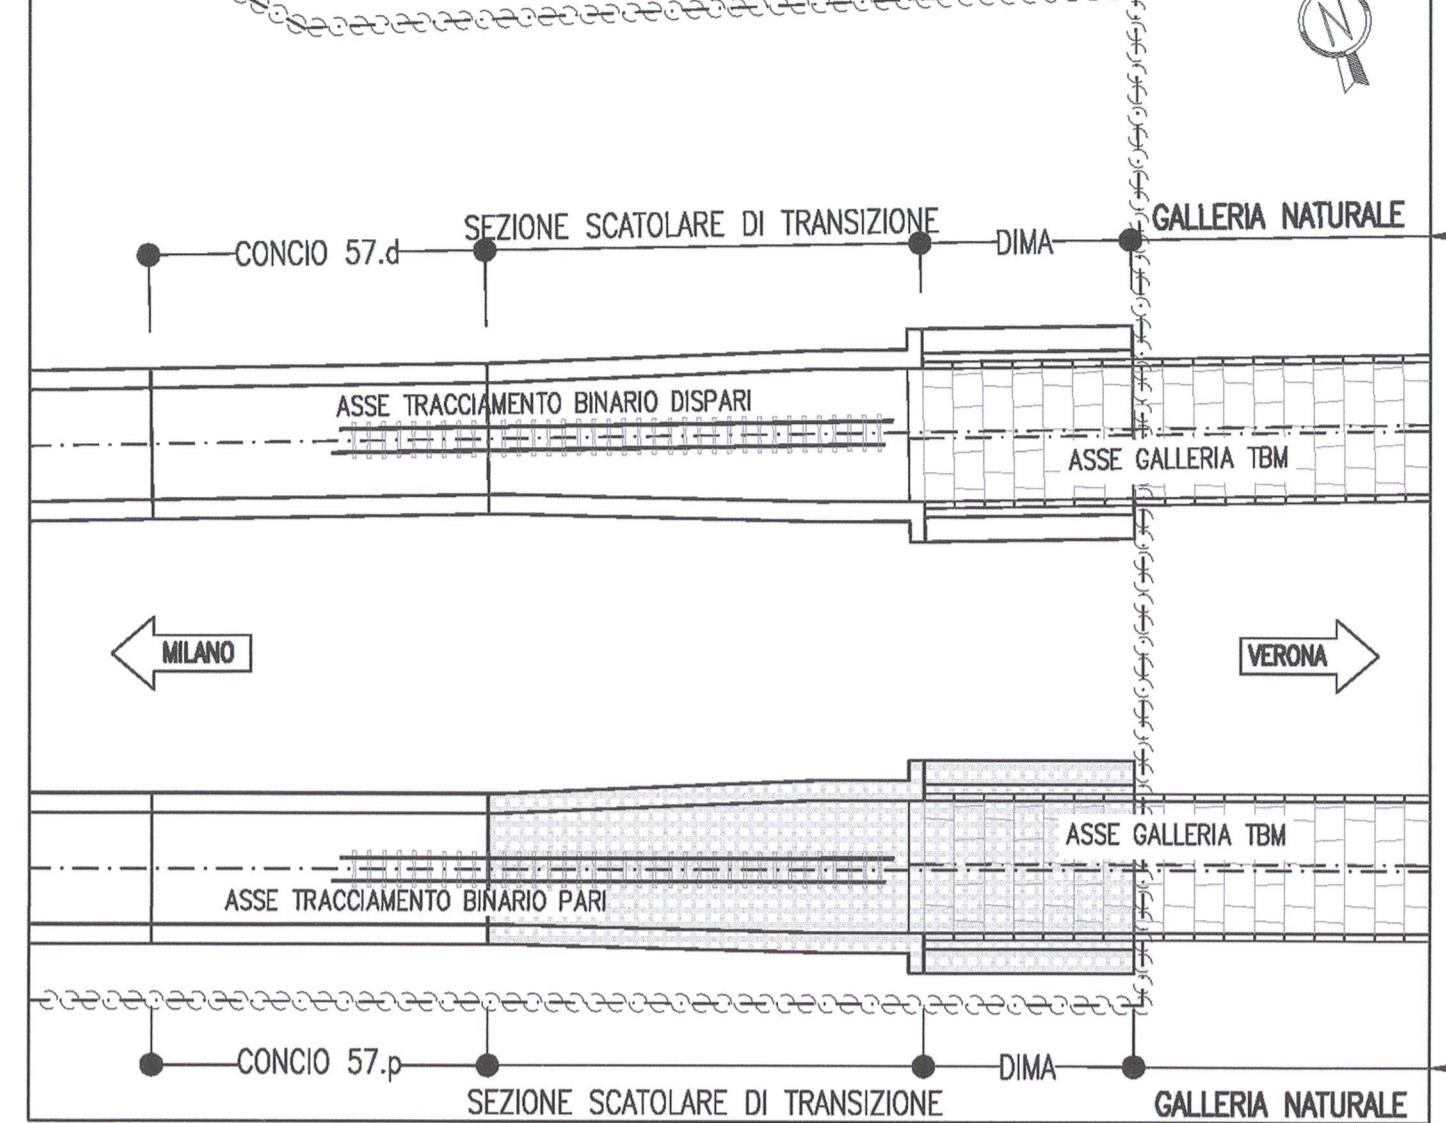 N
SEZIONE SCATOLARE DI TRANSIZIONE
GALLERIA NATURALE
CONCIO 57.d
DIMA
ASSE TRACCIAMENTO BINARIO DISPARI
ASSE GALLERIA TBM
MILANO
VERONA
ASSE GALLERIA TBM
ASSE TRACCIAMENTO BINARIO PARI
CONCIO 57.p
DIMA
SEZIONE SCATOLARE DI TRANSIZIONE
GALLERIA NATURALE